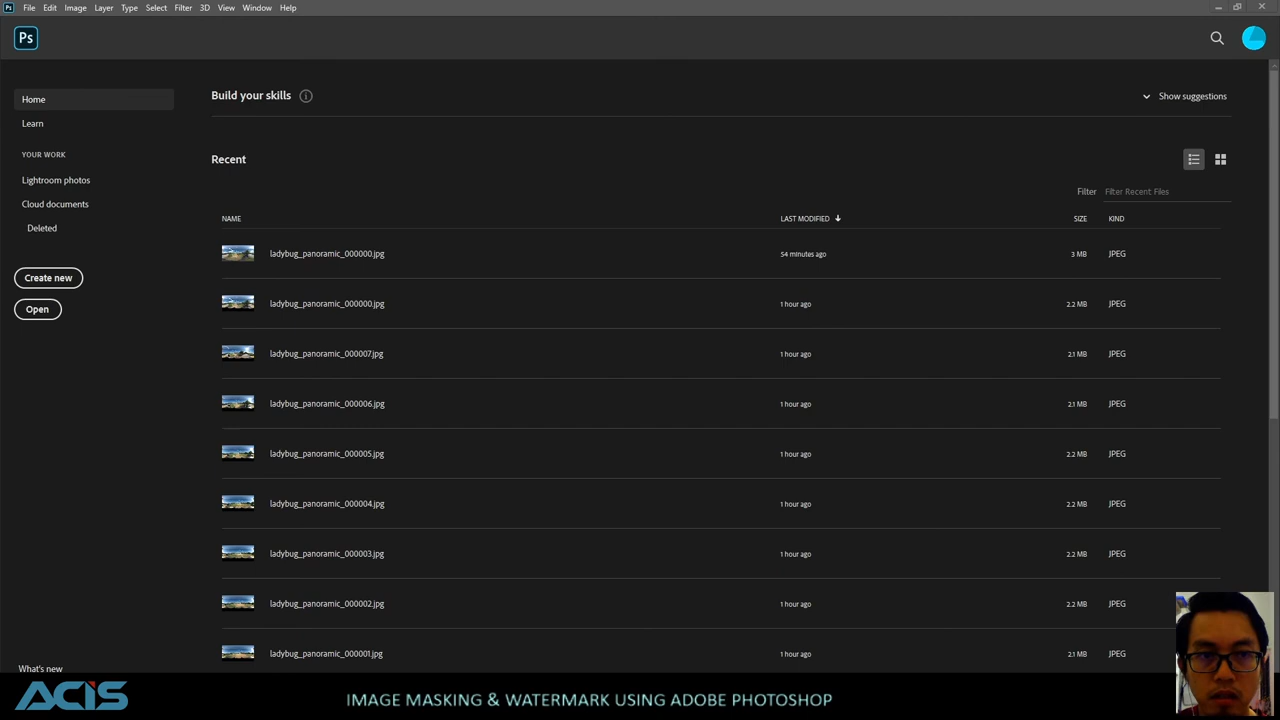 Ps File Edit Image Layer Type Select Filter 3D View Window Help
Ps
Home
Learn
YOUR WORK
Lightroom photos
Cloud documents
Deleted
Create new
Open
What's new
Build your skills
Show suggestions
Recent
Filter Filter Recent Files
NAME LAST MODIFIED SIZE KIND
ladybug_panoramic_000000.jpg 54 minutes ago 3 MB JPEG
ladybug_panoramic_000000.jpg 1 hour ago 2.2 MB JPEG
ladybug_panoramic_000007.jpg 1 hour ago 2.1 MB JPEG
ladybug_panoramic_000006.jpg 1 hour ago 2.1 MB JPEG
ladybug_panoramic_000005.jpg 1 hour ago 2.2 MB JPEG
ladybug_panoramic_000004.jpg 1 hour ago 2.2 MB JPEG
ladybug_panoramic_000003.jpg 1 hour ago 2.2 MB JPEG
ladybug_panoramic_000002.jpg 1 hour ago 2.2 MB JPEG
ladybug_panoramic_000001.jpg 1 hour ago 2.1 MB JPEG
ACIS
IMAGE MASKING & WATERMARK USING ADOBE PHOTOSHOP